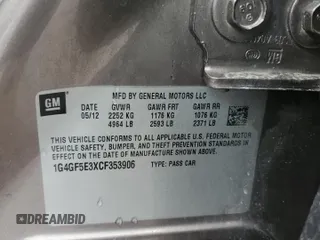 GM
MFD BY GENERAL MOTORS LLC
DATE GVWR GAWR FRT GAWR RR
05/12 2252 KG 1176 KG 1076 KG
4964 LB 2593 LB 2371 LB
THIS VEHICLE CONFORMS TO ALL APPLICABLE U.S. FEDERAL MOTOR VEHICLE
SAFETY, BUMPER, AND THEFT PREVENTION STANDARDS IN EFFECT ON THE
DATE OF MANUFACTURE SHOWN ABOVE.
1G4GF5E3XCF353906 TYPE: PASS CAR
DREAMBID